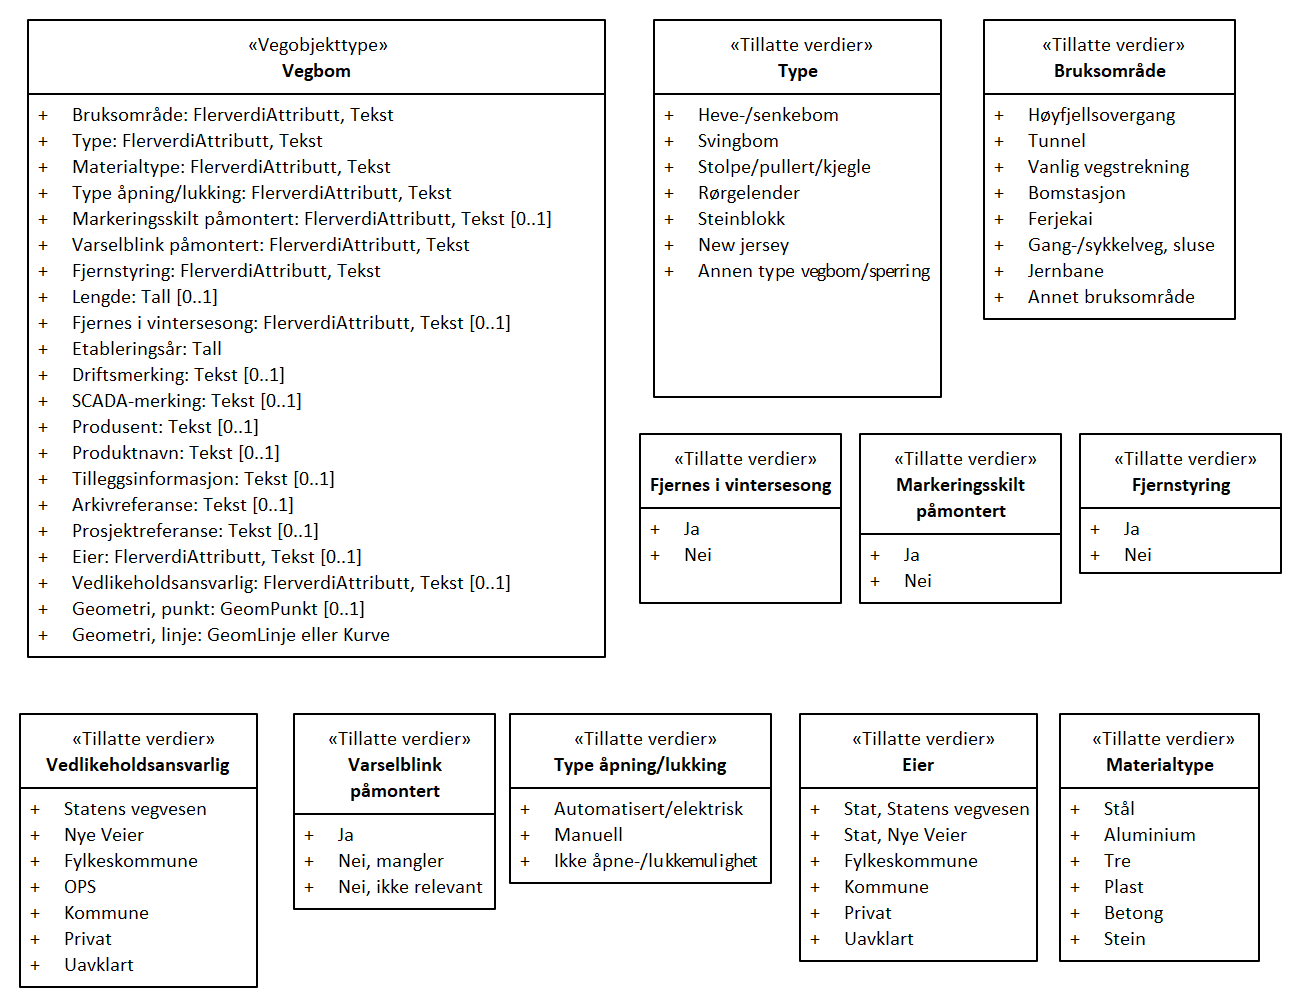 «Vegobjekttype»
Vegbom
+ Bruksområde: FlerverdiAttributt, Tekst
+ Type: FlerverdiAttributt, Tekst
+ Materialtype: FlerverdiAttributt, Tekst
+ Type åpning/lukking: FlerverdiAttributt, Tekst
+ Markeringsskilt påmontert: FlerverdiAttributt, Tekst [0..1]
+ Varselblink påmontert: FlerverdiAttributt, Tekst
+ Fjernstyring: FlerverdiAttributt, Tekst
+ Lengde: Tall [0..1]
+ Fjernes i vintersesong: FlerverdiAttributt, Tekst [0..1]
+ Etableringsår: Tall
+ Driftsmerking: Tekst [0..1]
+ SCADA-merking: Tekst [0..1]
+ Produsent: Tekst [0..1]
+ Produktnavn: Tekst [0..1]
+ Tilleggsinformasjon: Tekst [0..1]
+ Arkivreferanse: Tekst [0..1]
+ Prosjektreferanse: Tekst [0..1]
+ Eier: FlerverdiAttributt, Tekst [0..1]
+ Vedlikeholdsansvarlig: FlerverdiAttributt, Tekst [0..1]
+ Geometri, punkt: GeomPunkt [0..1]
+ Geometri, linje: GeomLinje eller Kurve
«Tillatte verdier»
Type
+ Heve-/senkebom
+ Svingbom
+ Stolpe/pullert/kjegle
+ Rørgelender
+ Steinblokk
+ New jersey
+ Annen type vegbom/sperring
«Tillatte verdier»
Bruksområde
+ Høyfjellsovergang
+ Tunnel
+ Vanlig vegstrekning
+ Bomstasjon
+ Ferjekai
+ Gang-/sykkelveg, sluse
+ Jernbane
+ Annet bruksområde
«Tillatte verdier»
Fjernes i vintersesong
+ Ja
+ Nei
«Tillatte verdier»
Markeringsskilt
påmontert
+ Ja
+ Nei
«Tillatte verdier»
Fjernstyring
+ Ja
+ Nei
«Tillatte verdier»
Vedlikeholdsansvarlig
+ Statens vegvesen
+ Nye Veier
+ Fylkeskommune
+ OPS
+ Kommune
+ Privat
+ Uavklart
«Tillatte verdier»
Varselblink
påmontert
+ Ja
+ Nei, mangler
+ Nei, ikke relevant
«Tillatte verdier»
Type åpning/lukking
+ Automatisert/elektrisk
+ Manuell
+ Ikke åpne-/lukkemulighet
«Tillatte verdier»
Eier
+ Stat, Statens vegvesen
+ Stat, Nye Veier
+ Fylkeskommune
+ Kommune
+ Privat
+ Uavklart
«Tillatte verdier»
Materialtype
+ Stål
+ Aluminium
+ Tre
+ Plast
+ Betong
+ Stein